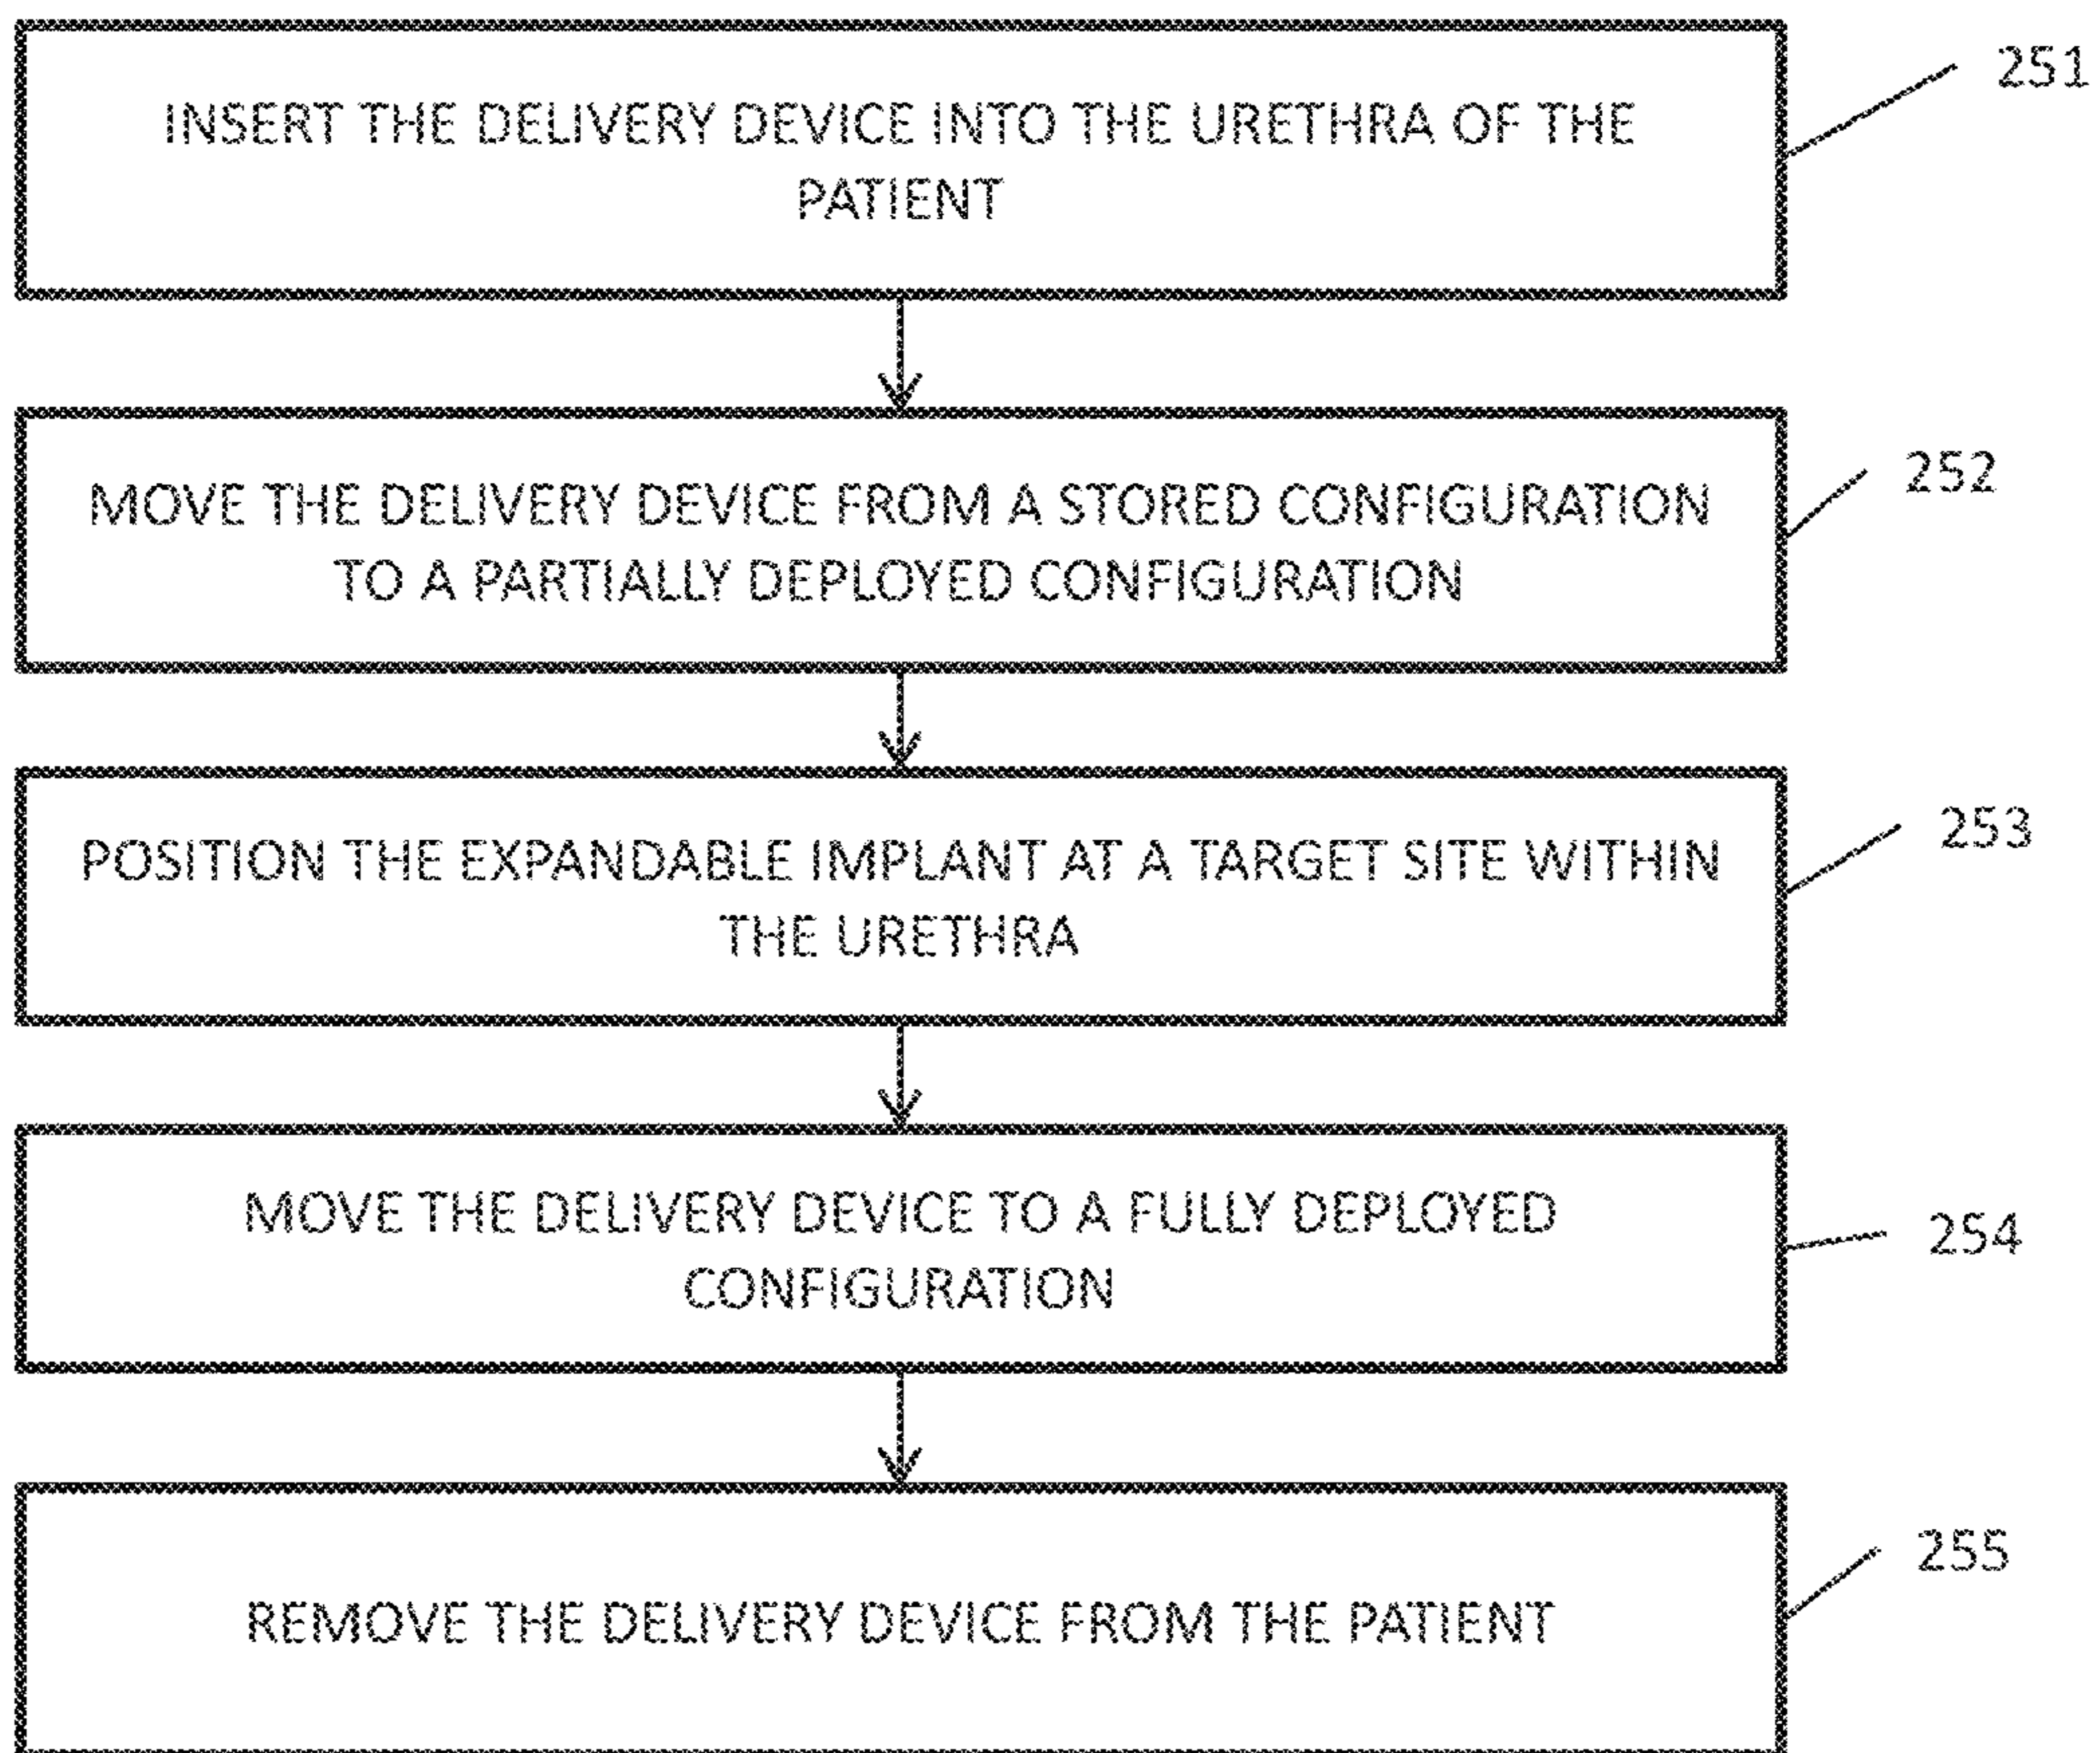 INSERT THE DELIVERY DEVICE INTO THE URETHRA OF THE
PATIENT
251
MOVE THE DELIVERY DEVICE FROM A STORED CONFIGURATION
TO A PARTIALLY DEPLOYED CONFIGURATION
252
POSITION THE EXPANDABLE IMPLANT AT A TARGET SITE WITHIN
THE URETHRA
253
MOVE THE DELIVERY DEVICE TO A FULLY DEPLOYED
CONFIGURATION
254
REMOVE THE DELIVERY DEVICE FROM THE PATIENT
255